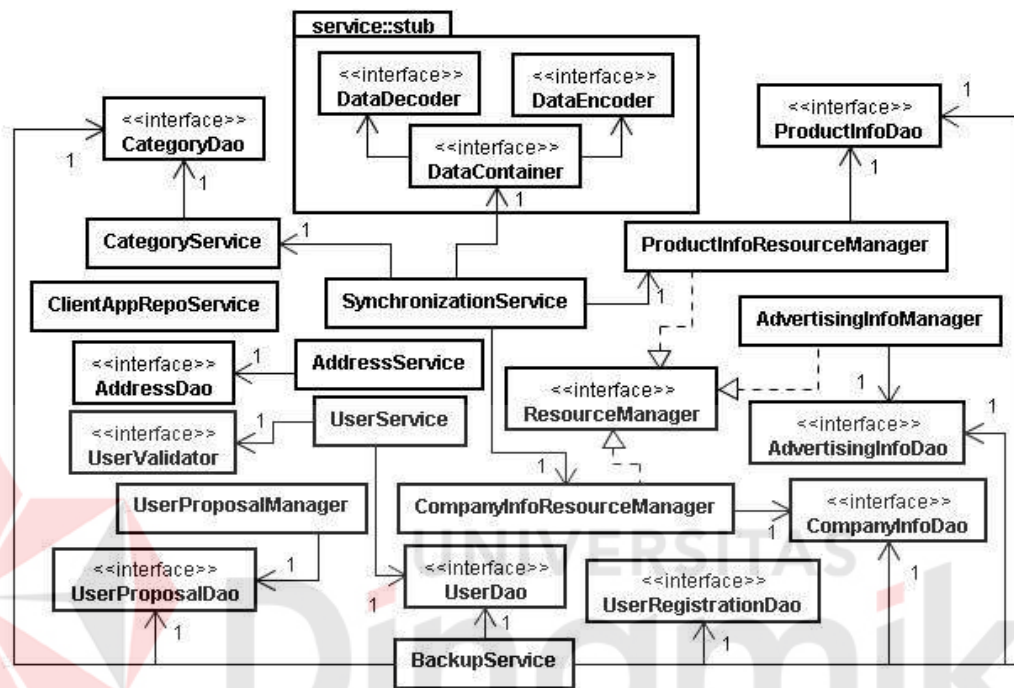 service::stub
<<interface>>
DataDecoder
<<interface>>
DataEncoder
<<interface>>
CategoryDao
1
<<interface>>
ProductInfoDao
1
<<interface>>
DataContainer
1
1
1
1
CategoryService
1
ProductInfoResourceManager
ClientAppRepoService
SynchronizationService
1
AdvertisingInfoManager
<<interface>>
AddressDao
1
AddressService
<<interface>>
ResourceManager
1
1
<<interface>>
UserValidator
1
UserService
<<interface>>
AdvertisingInfoDao
1
UserProposalManager
CompanyInfoResourceManager
1
<<interface>>
CompanyInfoDao
UNIVERSITAS
<<interface>>
UserProposalDao
1
1
<<interface>>
UserDao
<<interface>>
UserRegistrationDao
1
1
1
1
BackupService
Dinamik